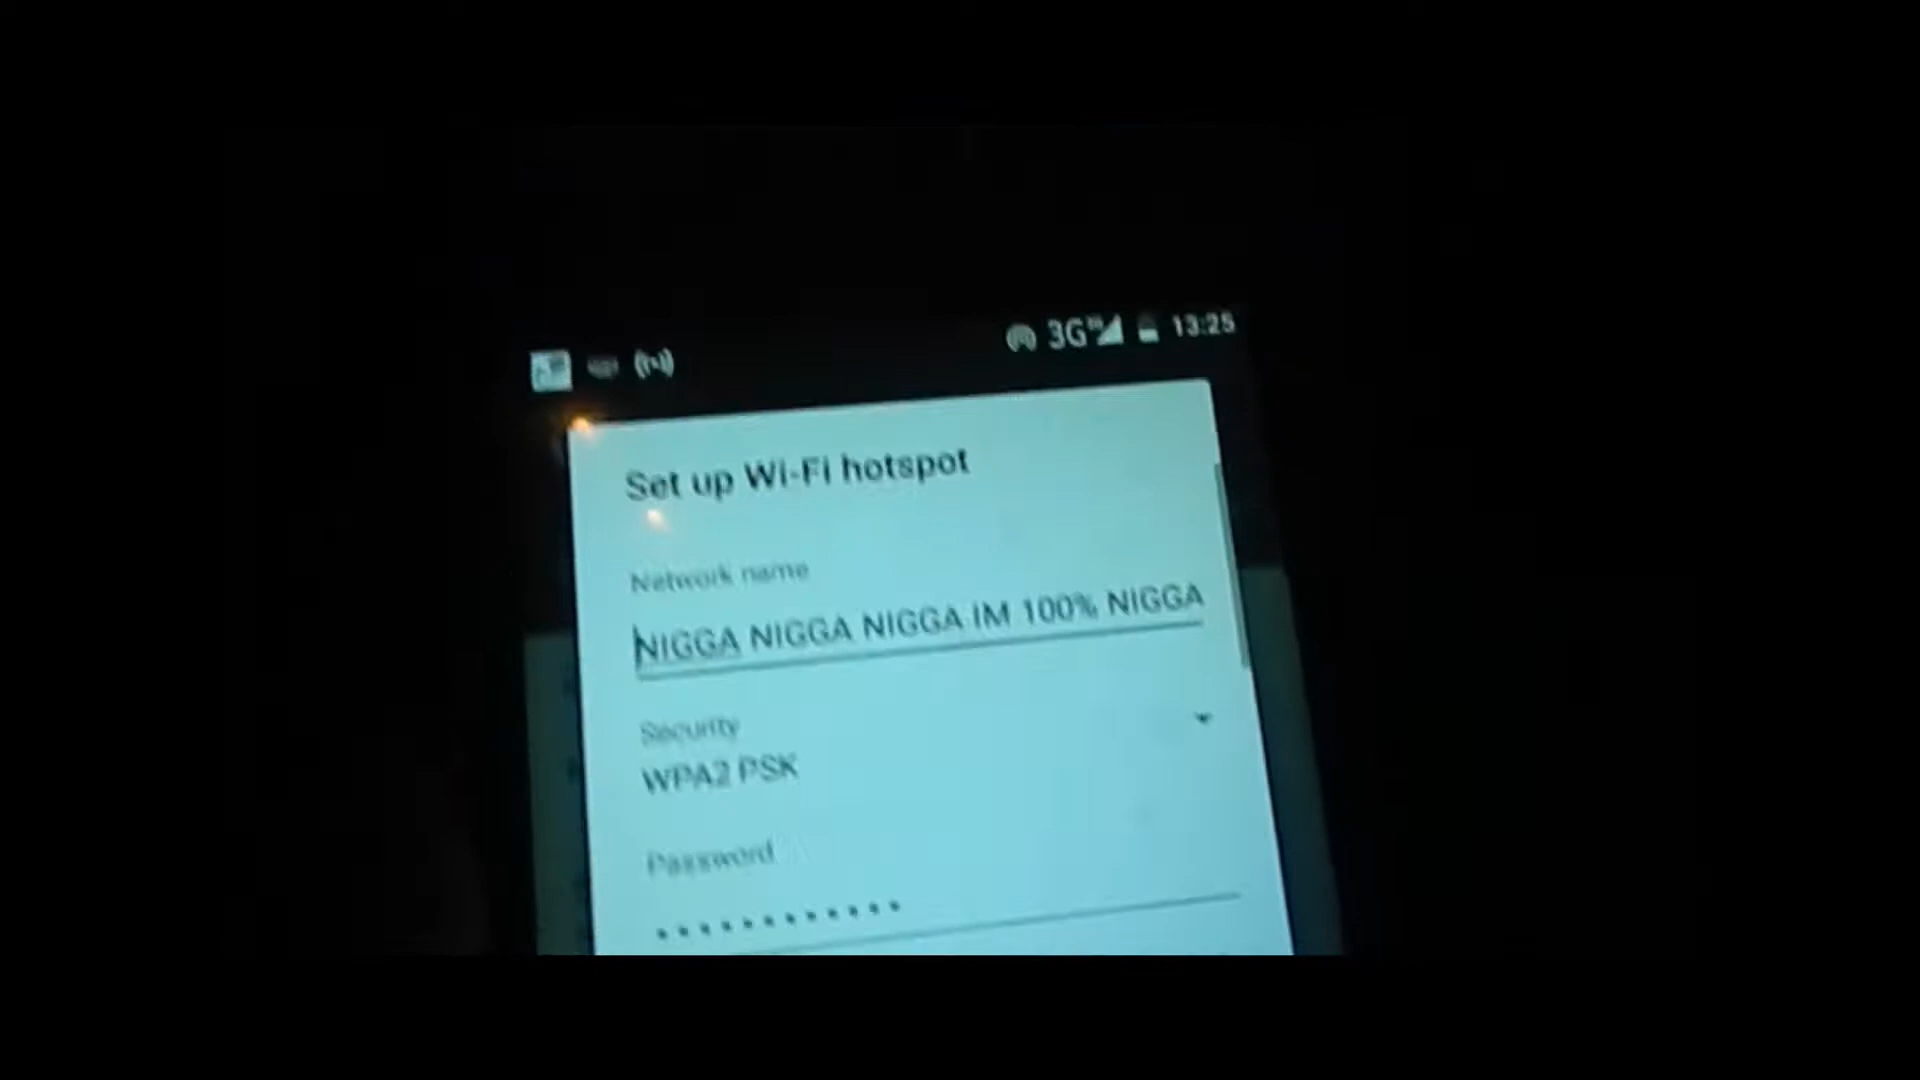 3G 13:25
Set up Wi-Fi hotspot
Network name
NIGGA NIGGA NIGGA IM 100% NIGGA
Security
WPA2 PSK
Password
••••••••••••